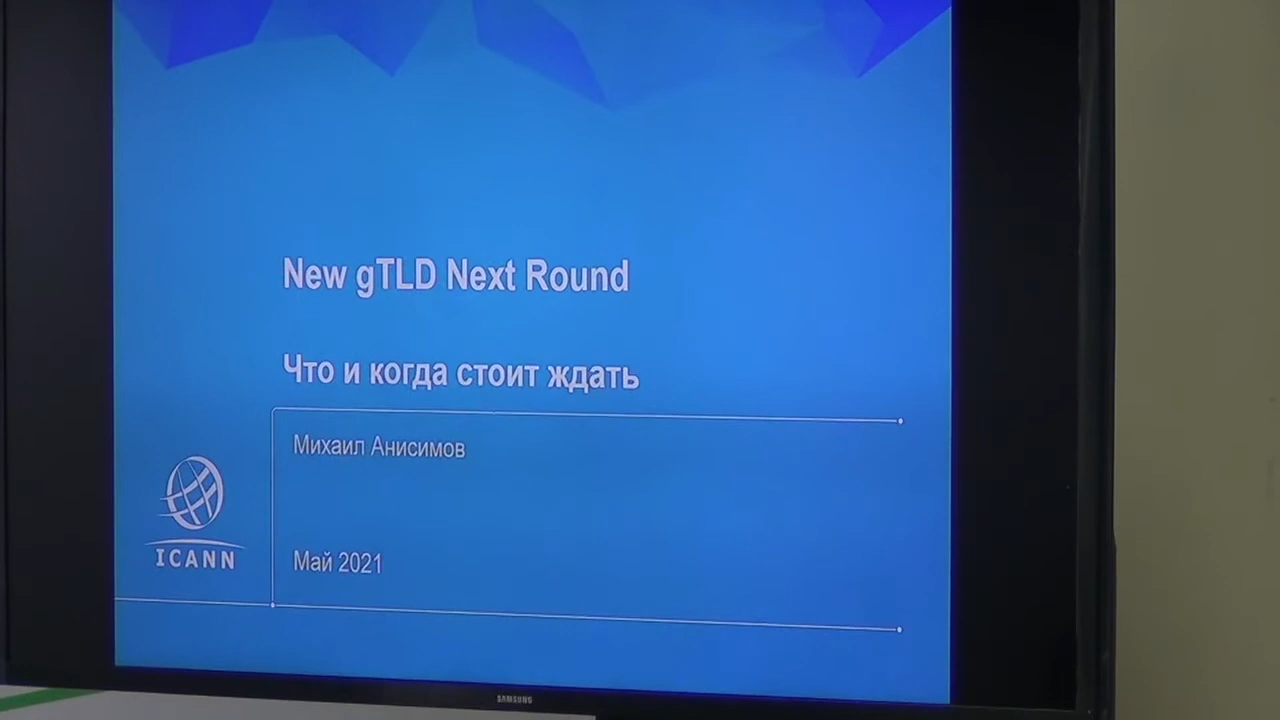 New gTLD Next Round
Что и когда стоит ждать
Михаил Анисимов
ICANN
Май 2021
SAMSUNG